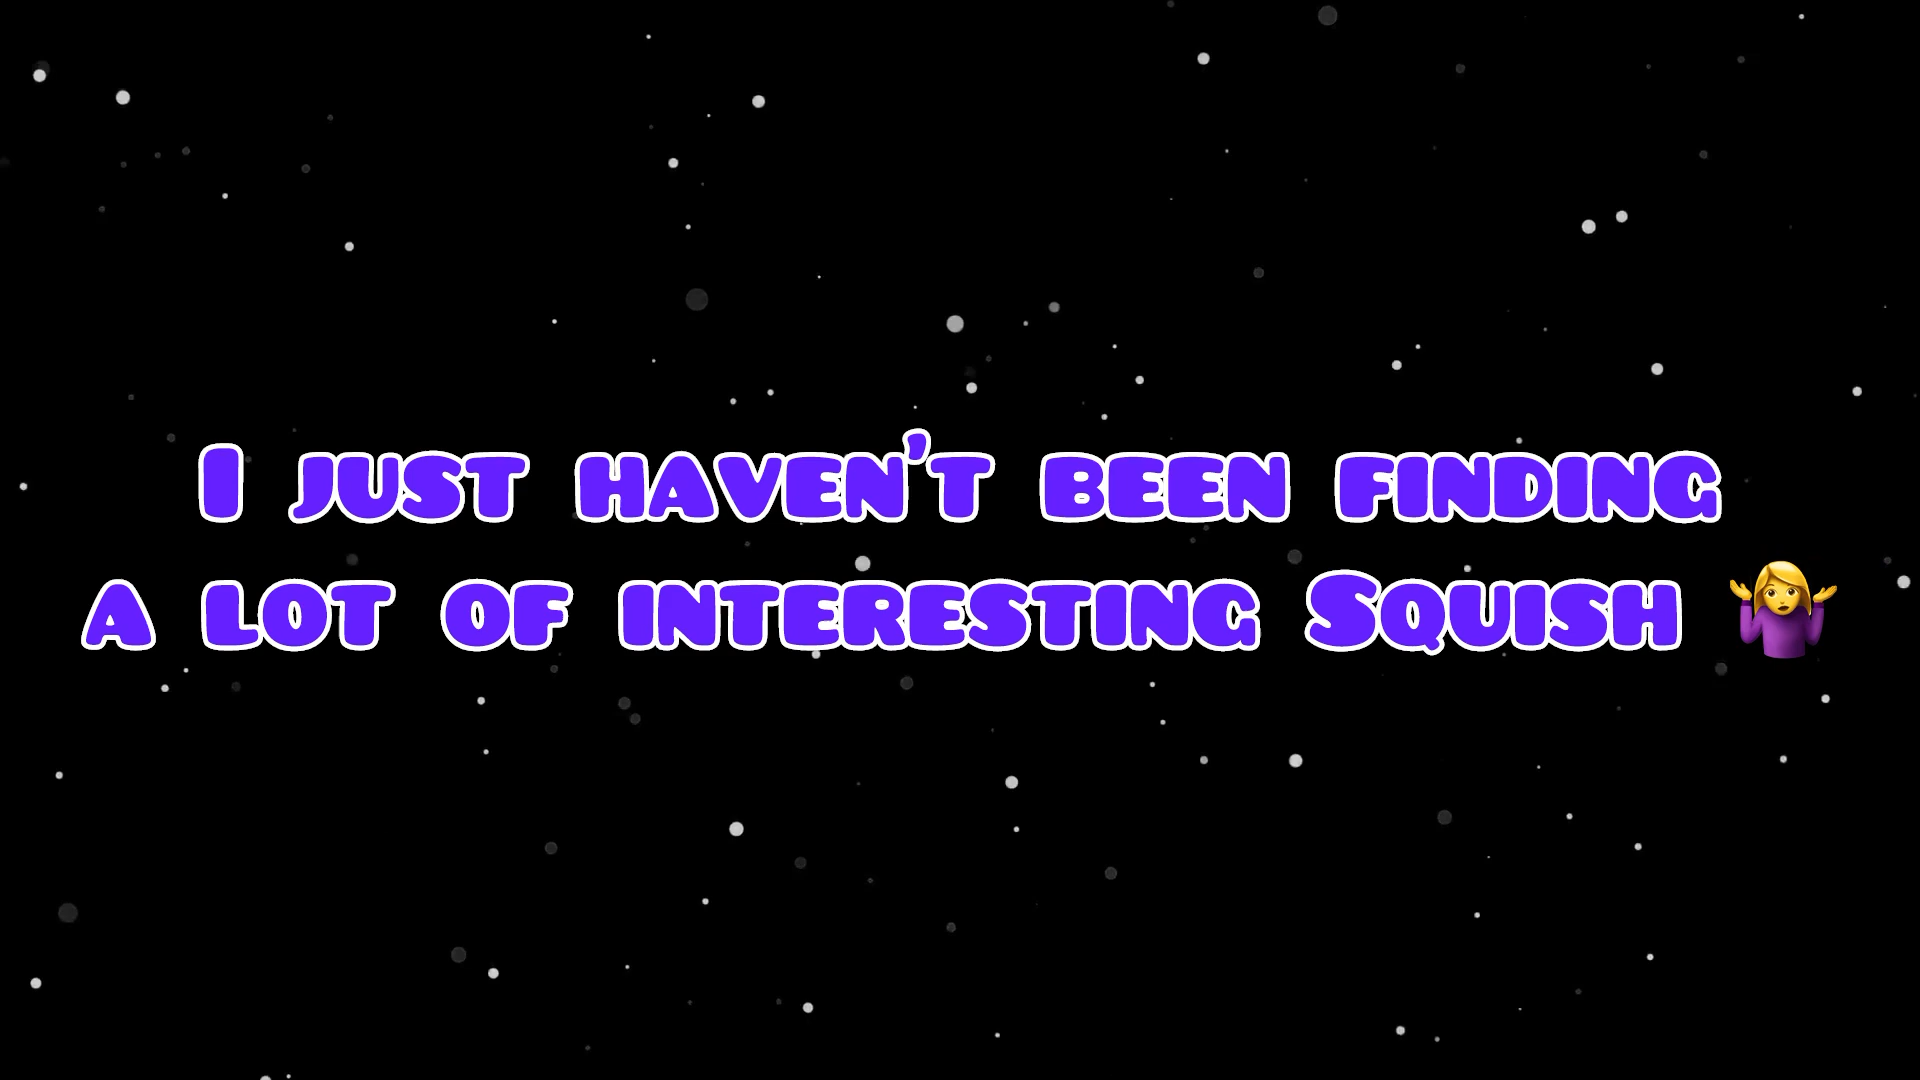 I just haven't been finding
a lot of interesting Squish 🤷‍♀️